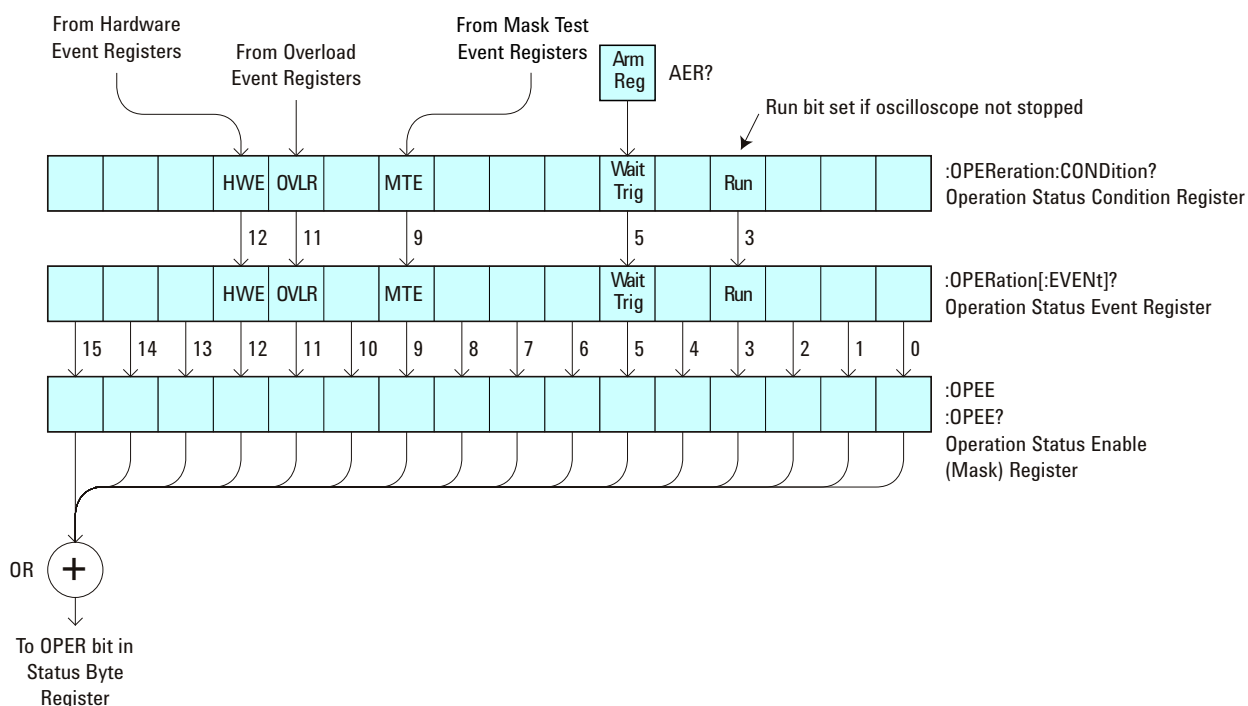 From Hardware
Event Registers
From Overload
Event Registers
From Mask Test
Event Registers
Arm
Reg
AER?
Run bit set if oscilloscope not stopped
HWE OVLR MTE Wait Trig Run
:OPEReration:CONDition?
Operation Status Condition Register
12 11 9 5 3
HWE OVLR MTE Wait Trig Run
:OPERation[:EVENt]?
Operation Status Event Register
15 14 13 12 11 10 9 8 7 6 5 4 3 2 1 0
:OPEE
:OPEE?
Operation Status Enable
(Mask) Register
OR +
To OPER bit in
Status Byte
Register